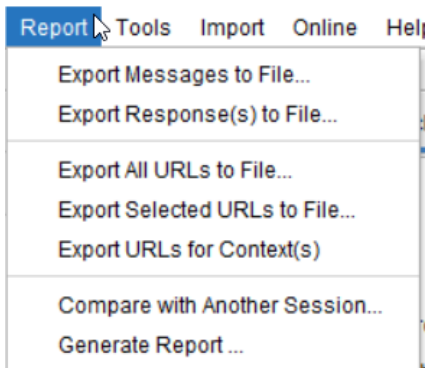 Report Tools Import Online Help
Export Messages to File...
Export Response(s) to File...
Export All URLs to File...
Export Selected URLs to File...
Export URLs for Context(s)
Compare with Another Session...
Generate Report ...